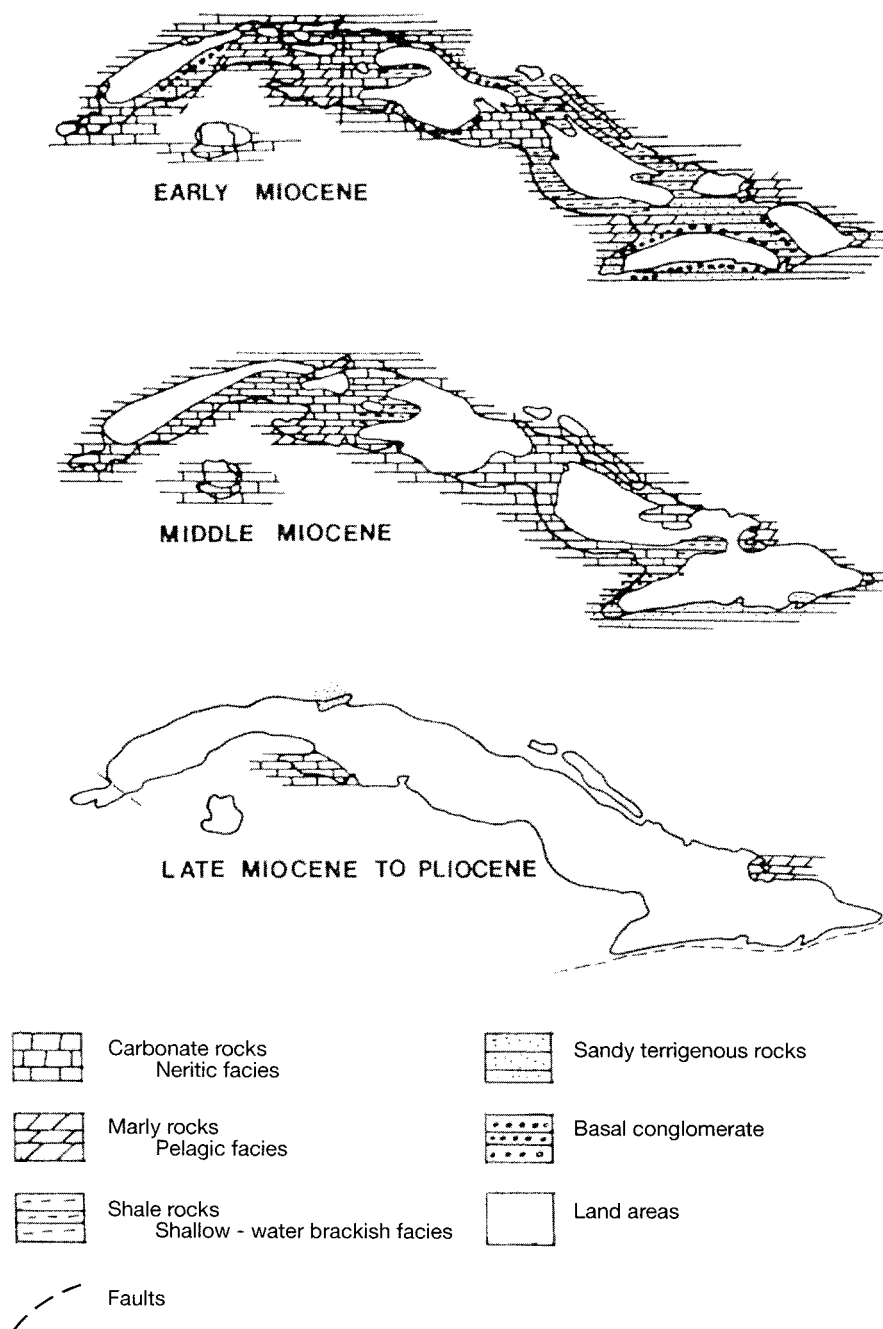 EARLY MIOCENE
MIDDLE MIOCENE
LATE MIOCENE TO PLIOCENE
Carbonate rocks
Neritic facies
Marly rocks
Pelagic facies
Shale rocks
Shallow - water brackish facies
Faults
Sandy terrigenous rocks
Basal conglomerate
Land areas